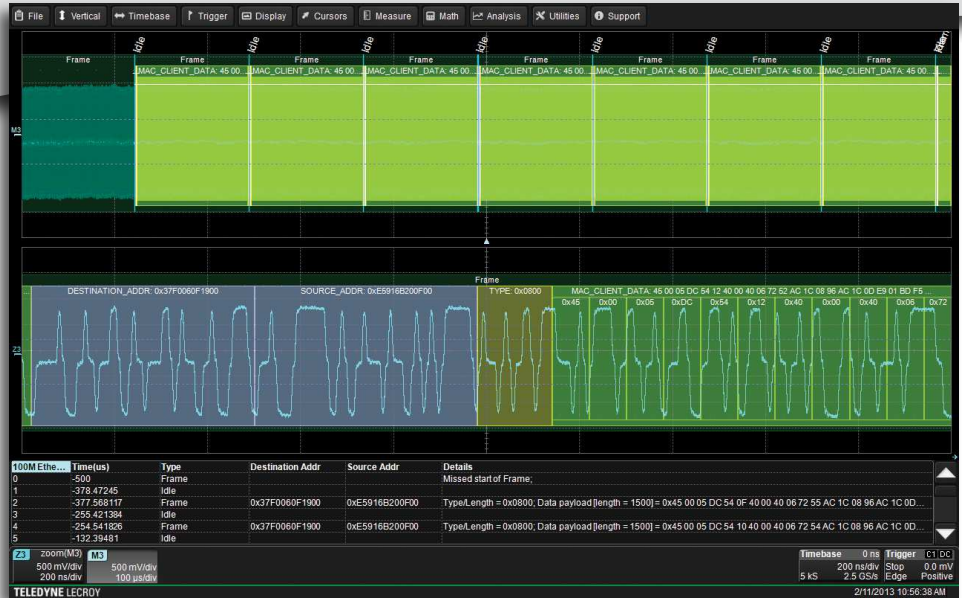 File Vertical Timebase Trigger Display Cursors Measure Math Analysis Utilities Support
Idle Idle Idle Idle Idle Idle Idle
Frame Frame Frame Frame Frame Frame Frame Frame
MAC_CLIENT_DATA: 45 00... MAC_CLIENT_DATA: 45 00... MAC_CLIENT_DATA: 45 00... MAC_CLIENT_DATA: 45 00... MAC_CLIENT_DATA: 45 00... MAC_CLIENT_DATA: 45 00... MAC_CLIENT_DATA: 45 00...
M3
Frame
DESTINATION_ADDR: 0x37F0060F1900 SOURCE_ADDR: 0xE5916B200F00 TYPE: 0x0800 MAC_CLIENT_DATA: 45 00 05 DC 54 12 40 00 40 06 72 52 AC 1C 08 96 AC 1C 0D E9 01 BD F5 ...
0x45 0x00 0x05 0xDC 0x54 0x12 0x40 0x00 0x40 0x06 0x72
Z3
100M Ethe... Time(us) Type Destination Addr Source Addr Details
0 -500 Frame Missed start of Frame;
1 -378.47245 Idle
2 -377.568117 Frame 0x37F0060F1900 0xE5916B200F00 Type/Length = 0x0800; Data payload [length = 1500] = 0x45 00 05 DC 54 0F 40 00 40 06 72 55 AC 1C 08 96 AC 1C 0D...
3 -255.421384 Idle
4 -254.541826 Frame 0x37F0060F1900 0xE5916B200F00 Type/Length = 0x0800; Data payload [length = 1500] = 0x45 00 05 DC 54 10 40 00 40 06 72 54 AC 1C 08 96 AC 1C 0D...
5 -132.39481 Idle
Z3 zoom(M3) M3
500 mV/div 500 mV/div
200 ns/div 100 µs/div
Timebase 0 ns Trigger C1 DC
200 ns/div Stop 0.0 mV
5 kS 2.5 GS/s Edge Positive
TELEDYNE LECROY 2/11/2013 10:56:38 AM